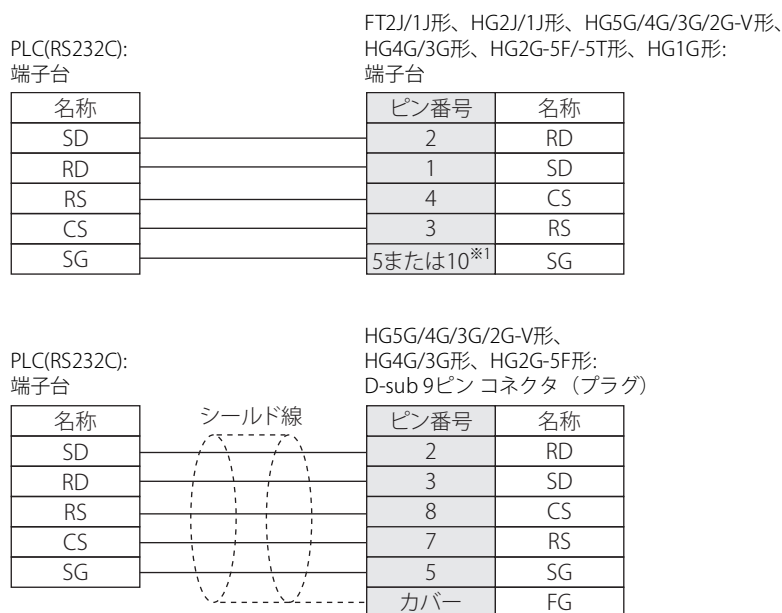 FT2J/1J形、HG2J/1J形、HG5G/4G/3G/2G-V形、
PLC(RS232C): HG4G/3G形、HG2G-5F/-5T形、HG1G形:
端子台 端子台
名称 ピン番号 名称
SD 2 RD
RD 1 SD
RS 4 CS
CS 3 RS
SG 5または10※1 SG
HG5G/4G/3G/2G-V形、
PLC(RS232C): HG4G/3G形、HG2G-5F形:
端子台 D-sub 9ピン コネクタ（プラグ）
名称 シールド線 ピン番号 名称
SD 2 RD
RD 3 SD
RS 8 CS
CS 7 RS
SG 5 SG
カバー FG